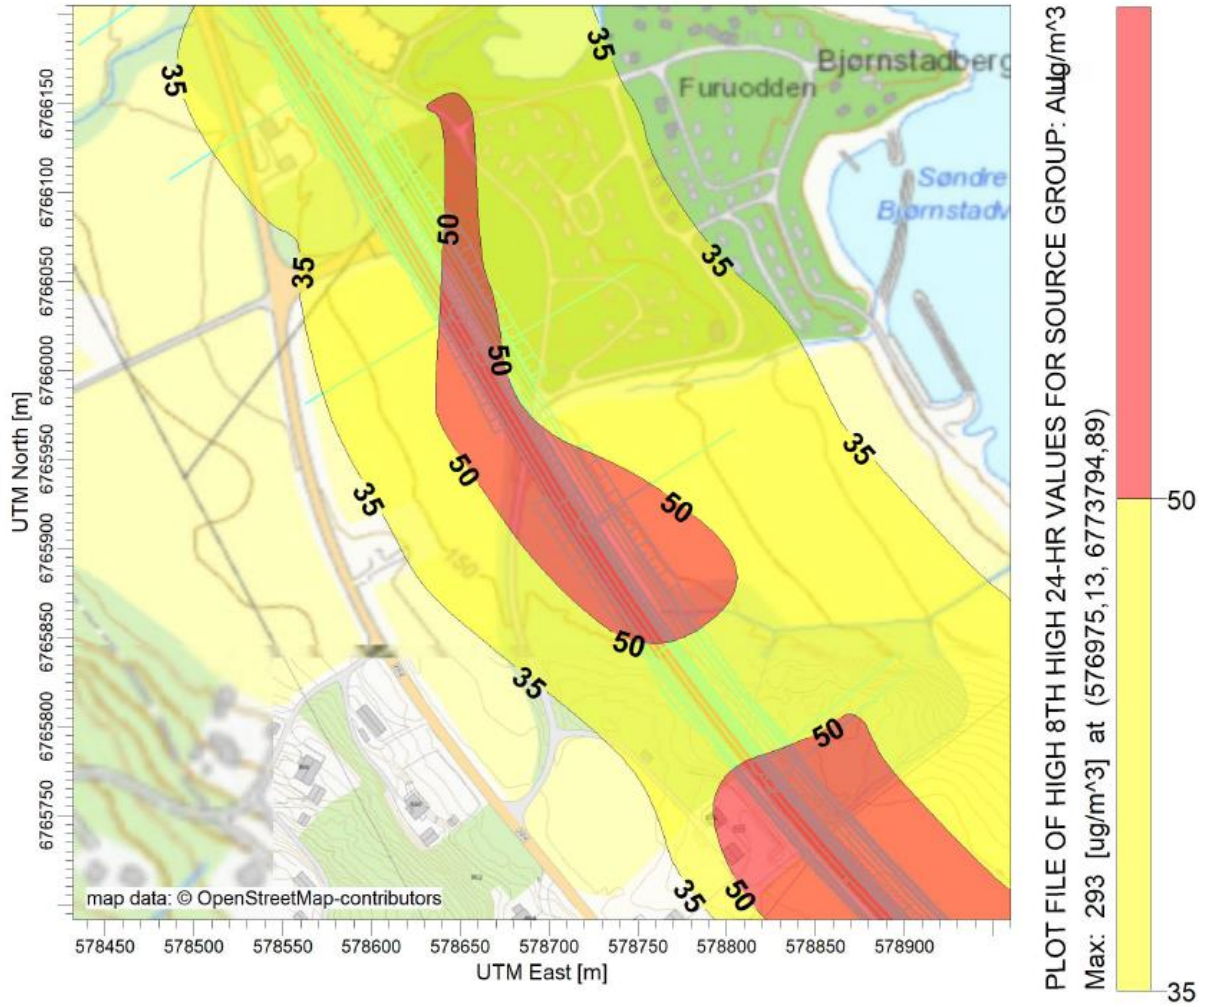 35
35
35
35
35
35
35
35
35
50
50
50
50
50
50
50
Bjørnstadberg
Furuodden
Søndre
Bjørnstadv
150
map data: © OpenStreetMap-contributors
6766150
6766100
6766050
6766000
6765950
6765900
6765850
6765800
6765750
UTM North [m]
578450 578500 578550 578600 578650 578700 578750 578800 578850 578900
UTM East [m]
PLOT FILE OF HIGH 8TH HIGH 24-HR VALUES FOR SOURCE GROUP:
Max: 293 [ug/m^3] at (576975,13, 6773794,89)
50
35